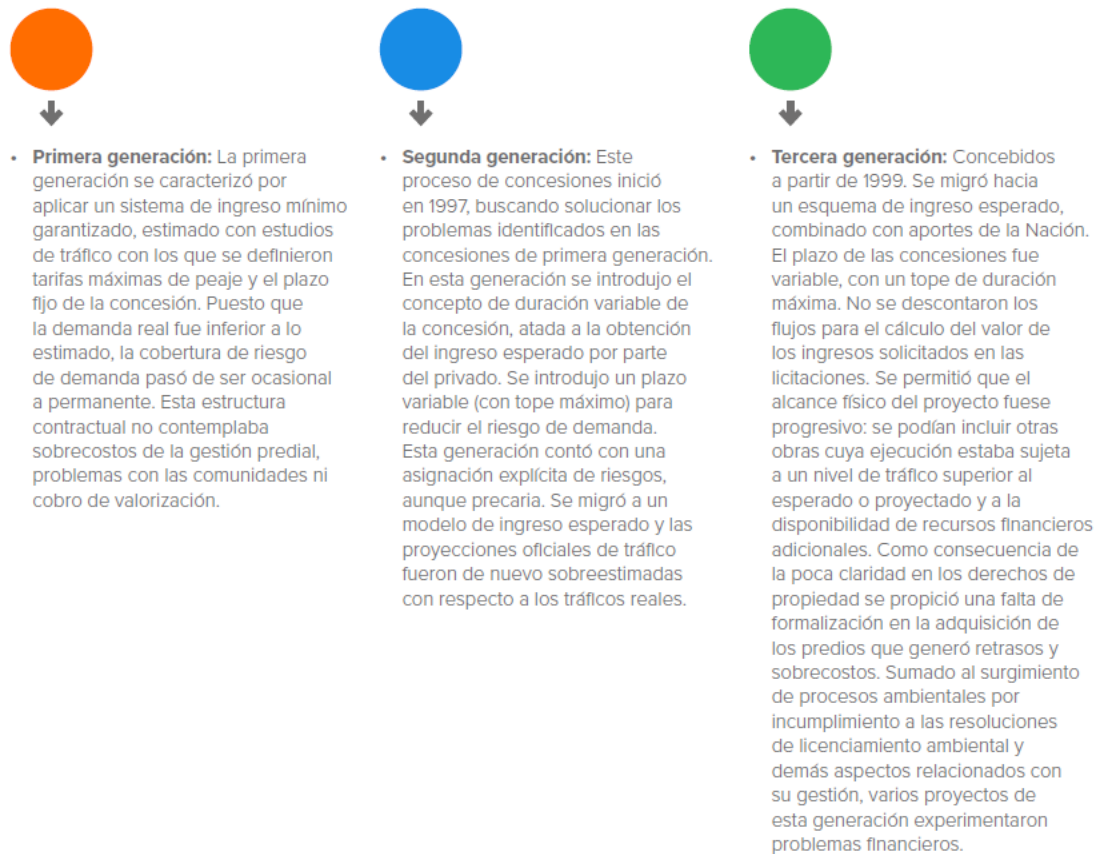 • Primera generación: La primera
generación se caracterizó por
aplicar un sistema de ingreso mínimo
garantizado, estimado con estudios
de tráfico con los que se definieron
tarifas máximas de peaje y el plazo
fijo de la concesión. Puesto que
la demanda real fue inferior a lo
estimado, la cobertura de riesgo
de demanda pasó de ser ocasional
a permanente. Esta estructura
contractual no contemplaba
sobrecostos de la gestión predial,
problemas con las comunidades ni
cobro de valorización.
• Segunda generación: Este
proceso de concesiones inició
en 1997, buscando solucionar los
problemas identificados en las
concesiones de primera generación.
En esta generación se introdujo el
concepto de duración variable de
la concesión, atada a la obtención
del ingreso esperado por parte
del privado. Se introdujo un plazo
variable (con tope máximo) para
reducir el riesgo de demanda.
Esta generación contó con una
asignación explícita de riesgos,
aunque precaria. Se migró a un
modelo de ingreso esperado y las
proyecciones oficiales de tráfico
fueron de nuevo sobreestimadas
con respecto a los tráficos reales.
• Tercera generación: Concebidos
a partir de 1999. Se migró hacia
un esquema de ingreso esperado,
combinado con aportes de la Nación.
El plazo de las concesiones fue
variable, con un tope de duración
máxima. No se descontaron los
flujos para el cálculo del valor de
los ingresos solicitados en las
licitaciones. Se permitió que el
alcance físico del proyecto fuese
progresivo: se podían incluir otras
obras cuya ejecución estaba sujeta
a un nivel de tráfico superior al
esperado o proyectado y a la
disponibilidad de recursos financieros
adicionales. Como consecuencia de
la poca claridad en los derechos de
propiedad se propició una falta de
formalización en la adquisición de
los predios que generó retrasos y
sobrecostos. Sumado al surgimiento
de procesos ambientales por
incumplimiento a las resoluciones
de licenciamiento ambiental y
demás aspectos relacionados con
su gestión, varios proyectos de
esta generación experimentaron
problemas financieros.